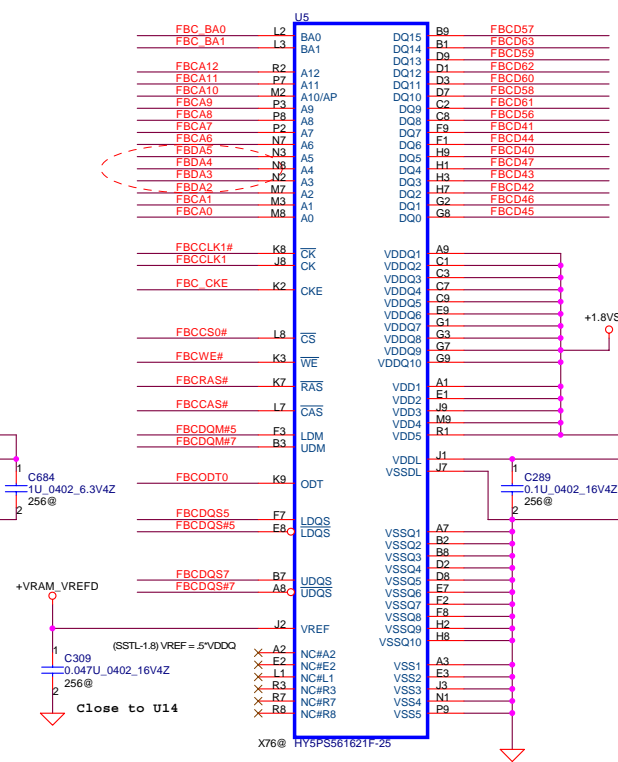 U5
FBC_BA0 L2 BA0 DQ15 B9 FBCD57
FBC_BA1 L3 BA1 DQ14 B1 FBCD63
DQ13 D9 FBCD59
FBCA12 R2 A12 DQ12 D1 FBCD62
FBCA11 P7 A11 DQ11 D3 FBCD60
FBCA10 M2 A10/AP DQ10 D7 FBCD58
FBCA9 P3 A9 DQ9 C2 FBCD61
FBCA8 P8 A8 DQ8 C8 FBCD56
FBCA7 P2 A7 DQ7 F9 FBCD41
FBCA6 N7 A6 DQ6 F1 FBCD44
FBDA5 N3 A5 DQ5 H9 FBCD40
FBDA4 N8 A4 DQ4 H1 FBCD47
FBDA3 N2 A3 DQ3 H3 FBCD43
FBDA2 M7 A2 DQ2 H7 FBCD42
FBCA1 M3 A1 DQ1 G2 FBCD46
FBCA0 M8 A0 DQ0 G8 FBCD45
FBCCLK1# K8 CK VDDQ1 A9
FBCCLK1 J8 CK VDDQ2 C1
VDDQ3 C3
FBC_CKE K2 CKE VDDQ4 C7
VDDQ5 C9
VDDQ6 E9
VDDQ7 G1
+1.8VS
FBCCS0# L8 CS VDDQ8 G3
VDDQ9 G7
FBCWE# K3 WE VDDQ10 G9
FBCRAS# K7 RAS VDD1 A1
VDD2 E1
FBCCAS# L7 CAS VDD3 J9
VDD4 M9
FBCDQM#5 F3 LDM VDD5 R1
FBCDQM#7 B3 UDM
VDDL J1
VSSDL J7
FBCODT0 K9 ODT
1
C684
1U_0402_6.3V4Z
256@
2
1
C289
0.1U_0402_16V4Z
256@
2
FBCDQS5 F7 LDQS
FBCDQS#5 E8 LDQS VSSQ1 A7
VSSQ2 B2
VSSQ3 B8
VSSQ4 D2
FBCDQS7 B7 UDQS VSSQ5 D8
FBCDQS#7 A8 UDQS VSSQ6 E7
VSSQ7 F2
VSSQ8 F8
+VRAM_VREFD
J2 VREF VSSQ9 H2
VSSQ10 H8
(SSTL-1.8) VREF = .5*VDDQ
A2 NC#A2
E2 NC#E2 VSS1 A3
L1 NC#L1 VSS2 E3
R3 NC#R3 VSS3 J3
R7 NC#R7 VSS4 N1
R8 NC#R8 VSS5 P9
1
C309
0.047U_0402_16V4Z
256@
2
Close to U14
X76@ HY5PS561621F-25